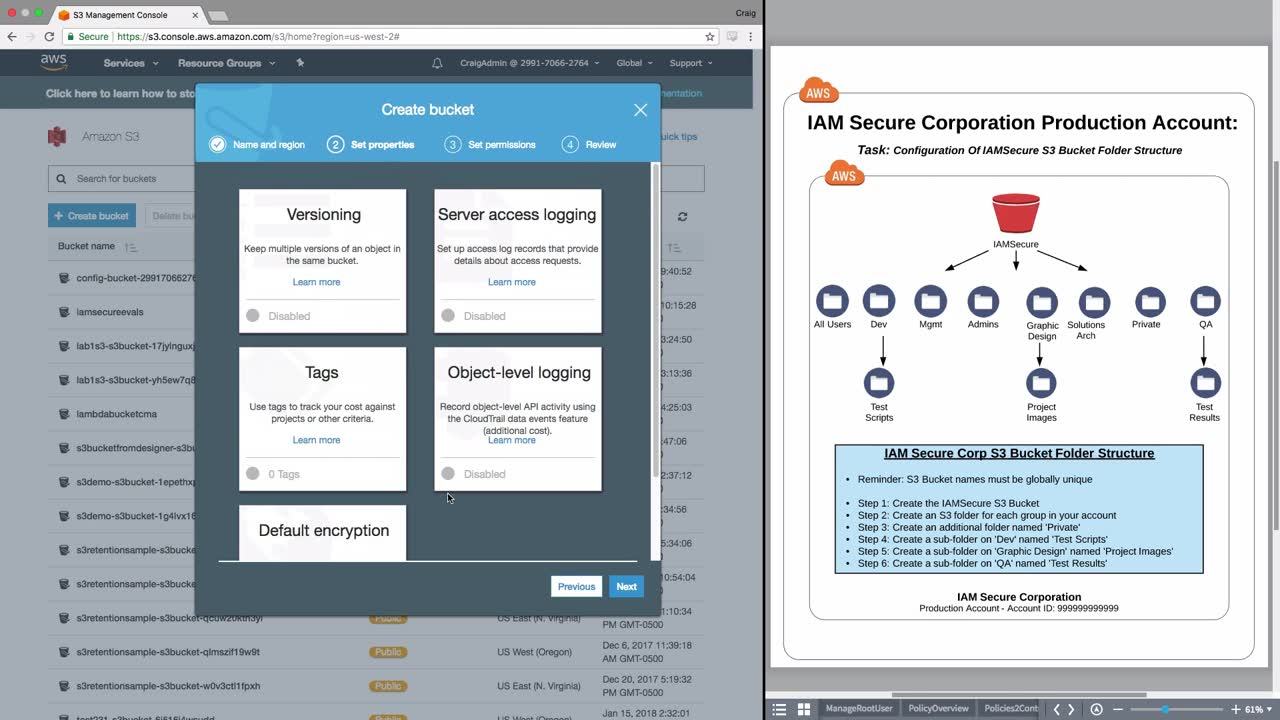 S3 Management Console
Craig
Secure
https://s3.console.aws.amazon.com/s3/home?region=us-west-2#
aws
Services
Resource Groups
CraigAdmin @ 2991-7066-2764
Global
Support
Click here to learn how to
Amazon S3
Search for buckets
Create bucket
Delete
Bucket name
config-bucket-29917066276
iamsecureevals
lab1s3-s3bucket-17jylnguxj
lab1s3-s3bucket-yh5ew7q8
lambdabucketcma
s3bucketfromdesigner-s3bu
s3demo-s3bucket-1epethxp
s3demo-s3bucket-1g4lvx16
s3retentionsample-s3bucke
s3retentionsample-s3bucke
s3retentionsample-s3bucket-qcuw20kth3yl
Public
US East (N. Virginia)
1:10:34
PM GMT-0500
s3retentionsample-s3bucket-qlmszif19w9t
Public
US West (Oregon)
Dec 6, 2017 11:39:18
AM GMT-0500
s3retentionsample-s3bucket-w0v3ctl1fpxh
Public
US East (N. Virginia)
Dec 20, 2017 5:19:32
PM GMT-0500
Public
US West (Oregon)
Jan 15, 2018 2:32:01
Create bucket
Name and region
2 Set properties
3 Set permissions
4 Review
Versioning
Keep multiple versions of an object in
the same bucket.
Learn more
Disabled
Server access logging
Set up access log records that provide
details about access requests.
Learn more
Disabled
Tags
Use tags to track your cost against
projects or other criteria.
Learn more
0 Tags
Object-level logging
Record object-level API activity using
the CloudTrail data events feature
(additional cost).
Learn more
Disabled
Default encryption
Previous
Next
mentation
uick tips
9:40:52
10:15:28
3:24:50
3:13:36
4:25:03
:47:06
2:37:12
:34:56
5:34:06
10:54:04
AWS
IAM Secure Corporation Production Account:
Task: Configuration Of IAMSecure S3 Bucket Folder Structure
AWS
IAMSecure
All Users
Dev
Mgmt
Admins
Graphic
Design
Solutions
Arch
Private
QA
Test
Scripts
Project
Images
Test
Results
IAM Secure Corp S3 Bucket Folder Structure
• Reminder: S3 Bucket names must be globally unique
• Step 1: Create the IAMSecure S3 Bucket
• Step 2: Create an S3 folder for each group in your account
• Step 3: Create an additional folder named 'Private'
• Step 4: Create a sub-folder on 'Dev' named 'Test Scripts'
• Step 5: Create a sub-folder on 'Graphic Design' named 'Project Images'
• Step 6: Create a sub-folder on 'QA' named 'Test Results'
IAM Secure Corporation
Production Account - Account ID: 999999999999
ManageRootUser
PolicyOverview
Policies2Cont
61%